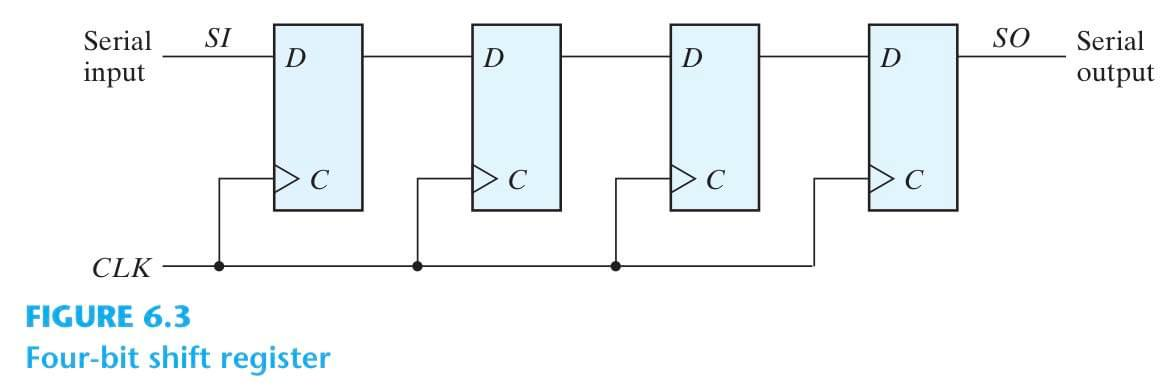 Serial input
SI
D
D
D
D
SO
Serial output
C
C
C
C
CLK
FIGURE 6.3
Four-bit shift register